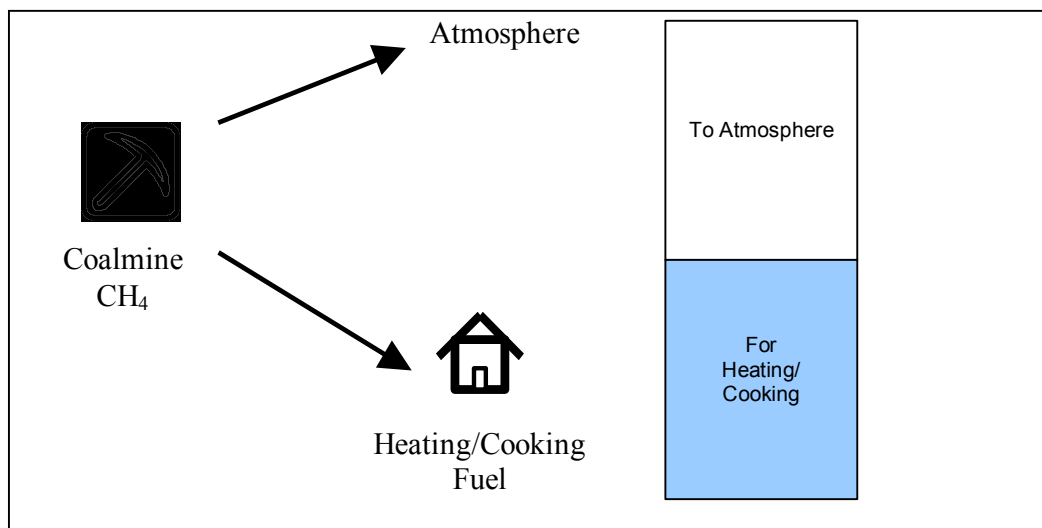 Atmosphere
To Atmosphere
Coalmine
CH₄
For
Heating/
Cooking
Heating/Cooking
Fuel